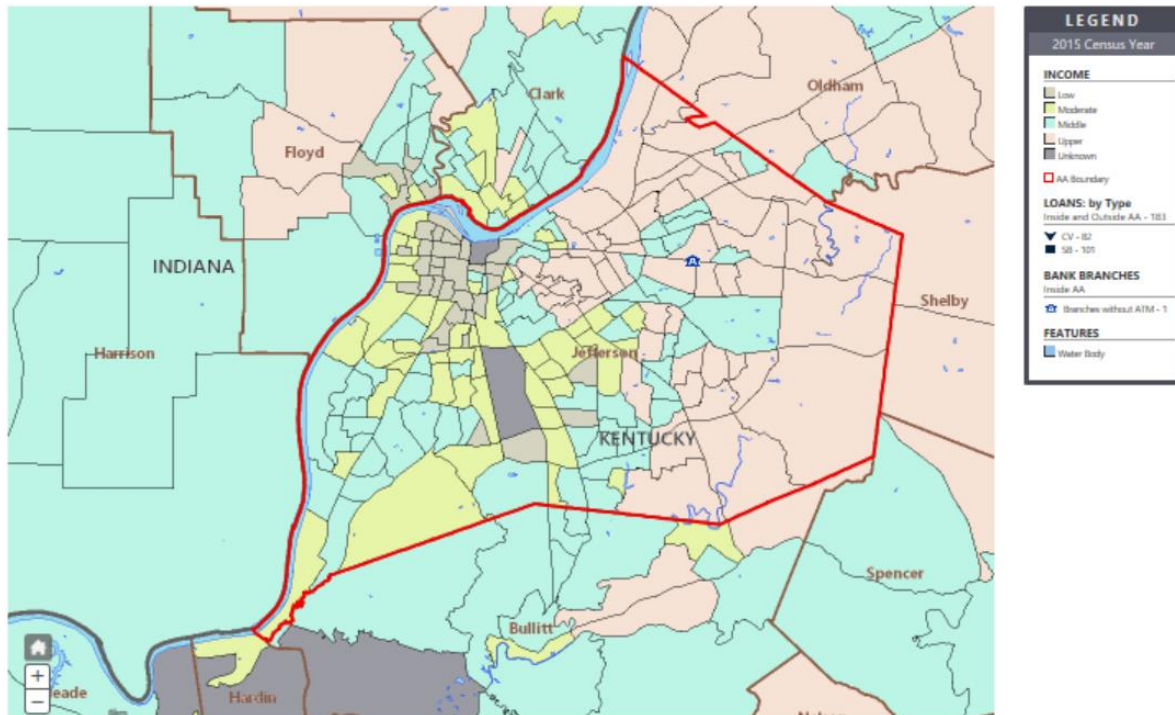 Clark
Oldham
Floyd
INDIANA
Shelby
Harrison
Jefferson
KENTUCKY
Spencer
Bullitt
+
−
eade
Hardin
LEGEND
2015 Census Year
INCOME
Low
Moderate
Middle
Upper
Unknown
AA Boundary
LOANS: by Type
Inside and Outside AA - 183
CV - 82
SB - 101
BANK BRANCHES
Inside AA
Branches without ATM - 1
FEATURES
Water Body